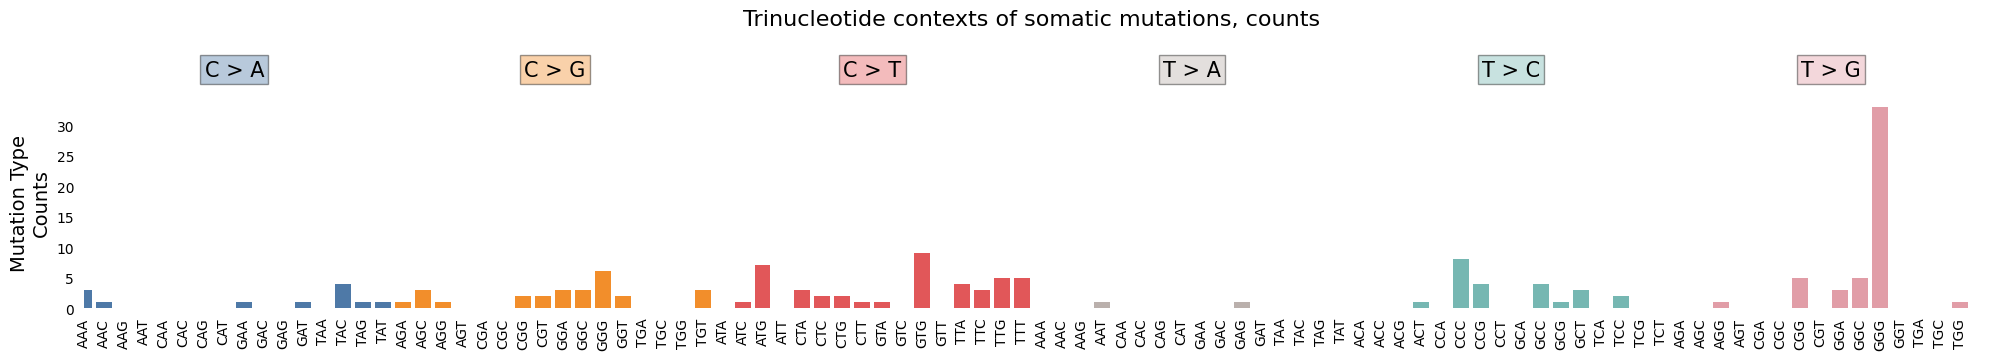 Trinucleotide contexts of somatic mutations, counts
C > A C > G C > T T > A T > C T > G
Mutation Type
Counts
30
25
20
15
10
5
0
AAA AAC AAG AAT CAA CAC CAG CAT GAA GAC GAG GAT TAA TAC TAG TAT AGA AGC AGG AGT CGA CGC CGG CGT GGA GGC GGG GGT TGA TGC TGG TGT ATA ATC ATG ATT CTA CTC CTG CTT GTA GTC GTG GTT TTA TTC TTG TTT AAA AAC AAG AAT CAA CAC CAG CAT GAA GAC GAG GAT TAA TAC TAG TAT ACA ACC ACG ACT CCA CCC CCG CCT GCA GCC GCG GCT TCA TCC TCG TCT AGA AGC AGG AGT CGA CGC CGG CGT GGA GGC GGG GGT TGA TGC TGG